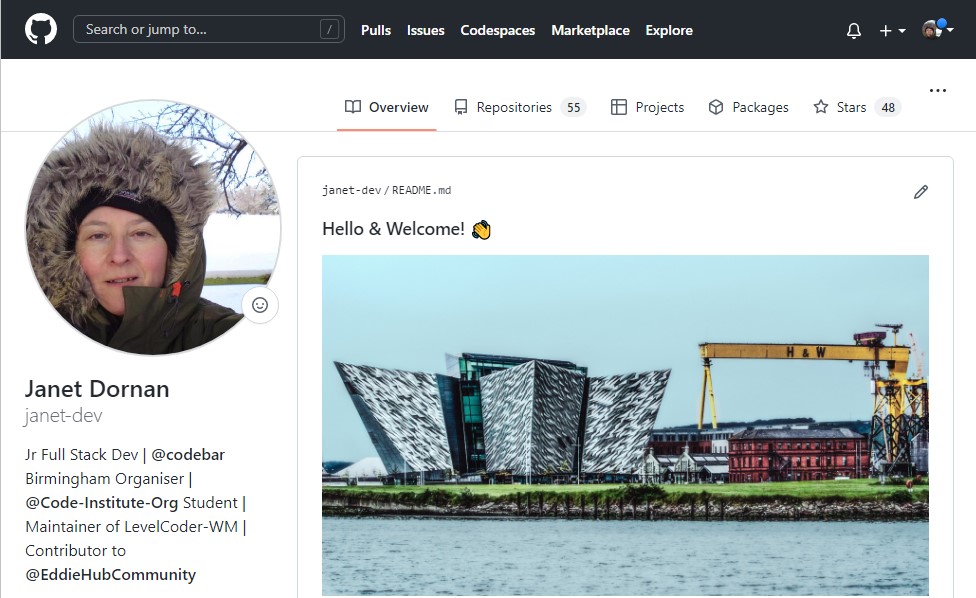 Search or jump to... /
Pulls Issues Codespaces Marketplace Explore
Overview Repositories 55 Projects Packages Stars 48
janet-dev / README.md
Hello & Welcome! 👋
H & W
Janet Dornan
janet-dev
Jr Full Stack Dev | @codebar
Birmingham Organiser |
@Code-Institute-Org Student |
Maintainer of LevelCoder-WM |
Contributor to
@EddieHubCommunity